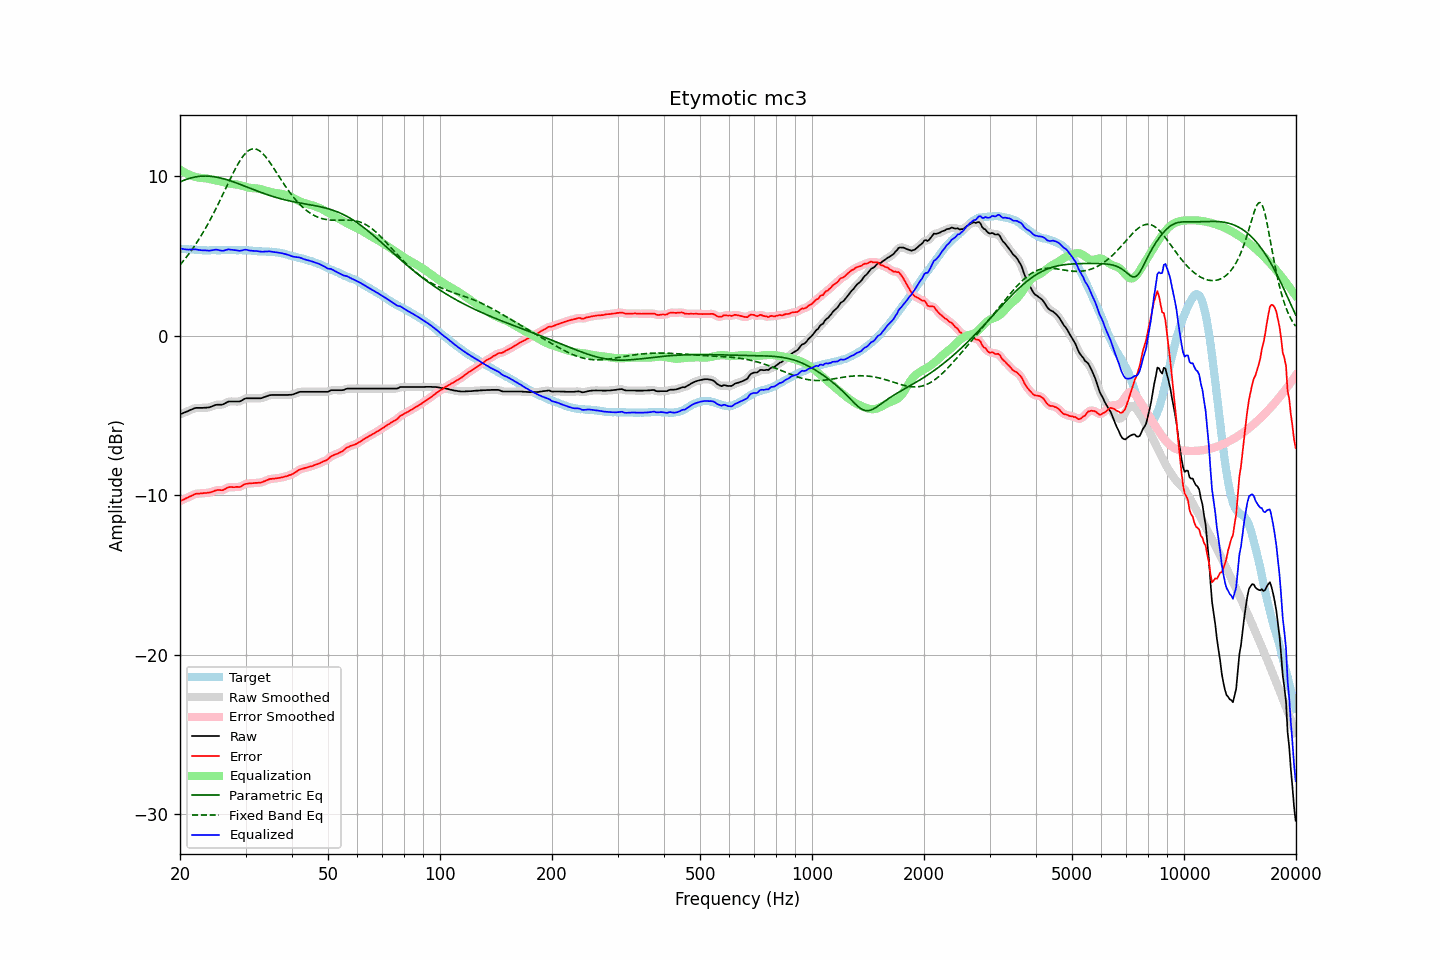 Etymotic mc3
Amplitude (dBr)
10
0
−10
−20
−30
Target
Raw Smoothed
Error Smoothed
Raw
Error
Equalization
Parametric Eq
Fixed Band Eq
Equalized
20 50 100 200 500 1000 2000 5000 10000 20000
Frequency (Hz)